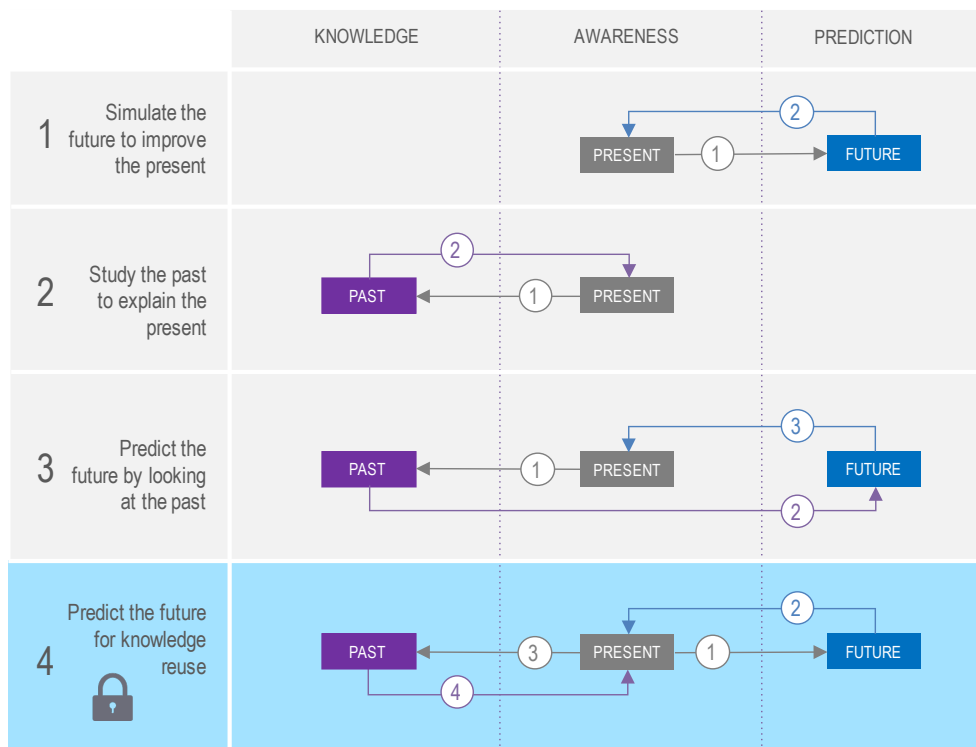 KNOWLEDGE
AWARENESS
PREDICTION
1
Simulate the
future to improve
the present
PRESENT
1
2
FUTURE
2
Study the past
to explain the
present
PAST
2
1
PRESENT
3
Predict the
future by looking
at the past
PAST
1
PRESENT
3
2
FUTURE
4
Predict the future
for knowledge
reuse
PAST
3
4
PRESENT
1
2
FUTURE